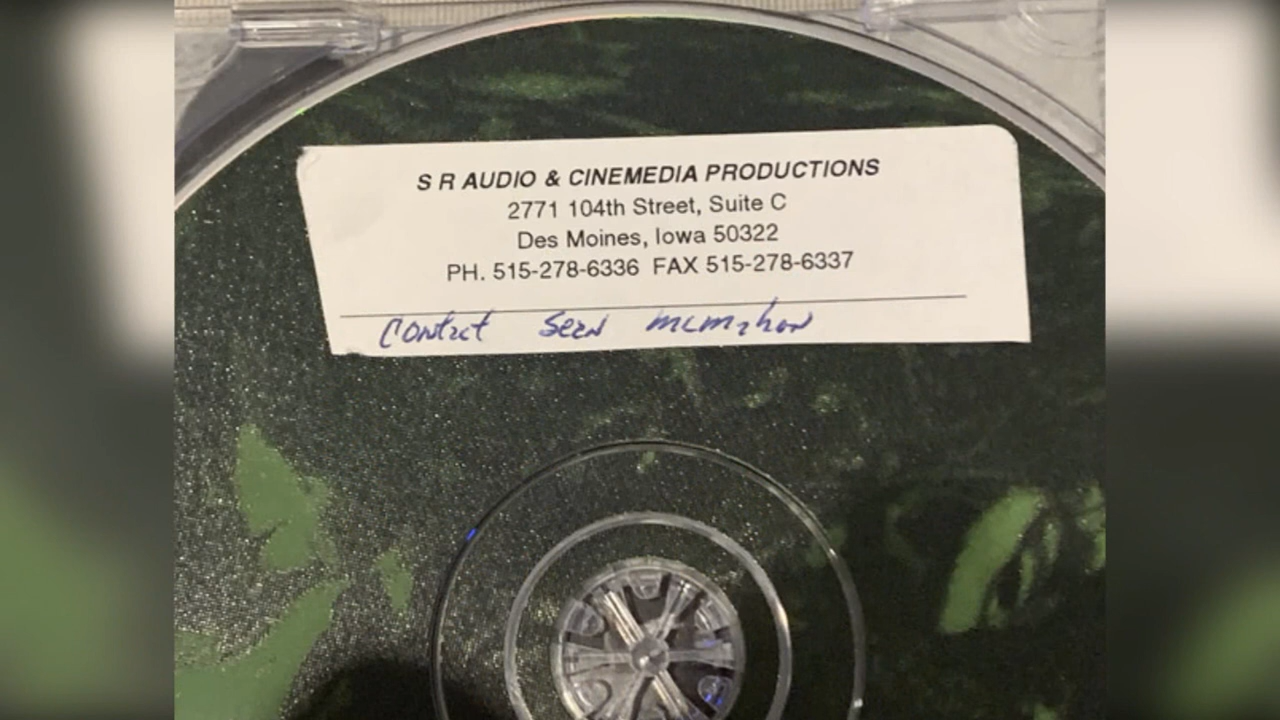 S R AUDIO & CINEMEDIA PRODUCTIONS
2771 104th Street, Suite C
Des Moines, Iowa 50322
PH. 515-278-6336 FAX 515-278-6337
Contact Sean McMahon